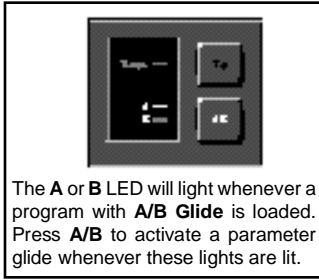 The A or B LED will light whenever a
program with A/B Glide is loaded.
Press A/B to activate a parameter
glide whenever these lights are lit.